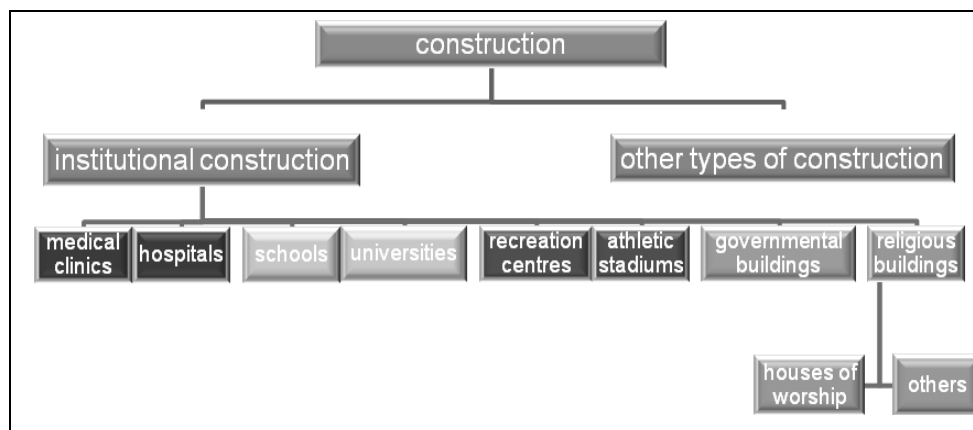 construction
institutional construction
other types of construction
medical
clinics
hospitals
schools
universities
recreation
centres
athletic
stadiums
governmental
buildings
religious
buildings
houses of
worship
others